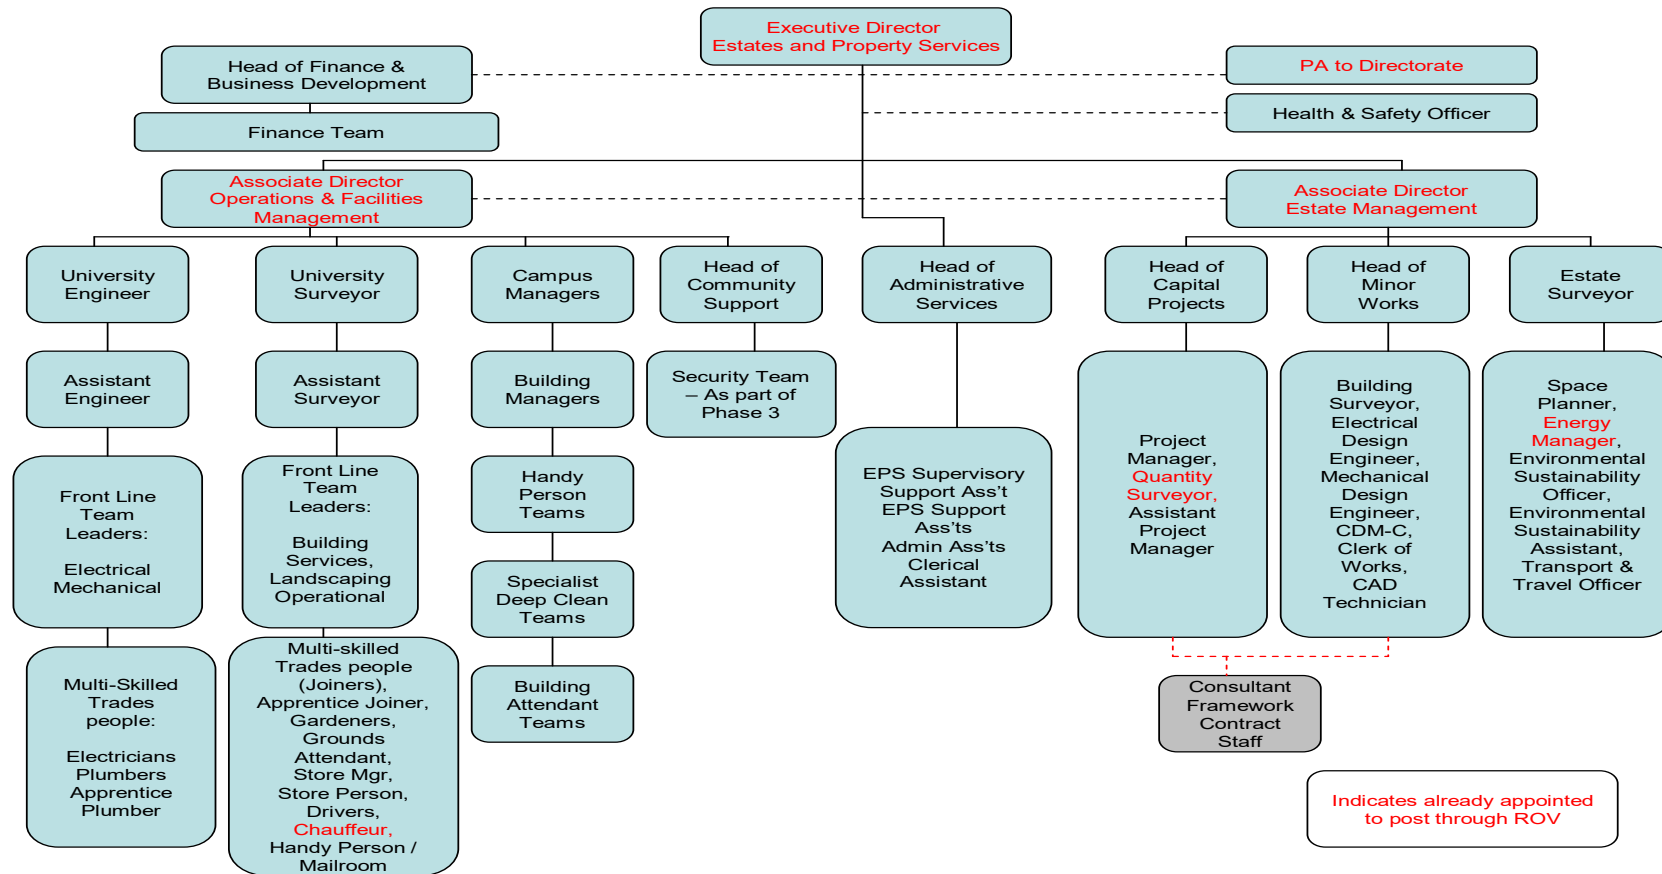 Executive Director
Estates and Property Services
Head of Finance &
Business Development
PA to Directorate
Finance Team
Health & Safety Officer
Associate Director
Operations & Facilities
Management
Associate Director
Estate Management
University
Engineer
University
Surveyor
Campus
Managers
Head of
Community
Support
Head of
Administrative
Services
Head of
Capital
Projects
Head of
Minor
Works
Estate
Surveyor
Assistant
Engineer
Assistant
Surveyor
Building
Managers
Security Team
– As part of
Phase 3
Front Line
Team
Leaders:
Electrical
Mechanical
Front Line
Team
Leaders:
Building
Services,
Landscaping
Operational
Handy
Person
Teams
Specialist
Deep Clean
Teams
Building
Attendant
Teams
EPS Supervisory
Support Ass't
EPS Support
Ass'ts
Admin Ass'ts
Clerical
Assistant
Project
Manager,
Quantity
Surveyor,
Assistant
Project
Manager
Building
Surveyor,
Electrical
Design
Engineer,
Mechanical
Design
Engineer,
CDM-C,
Clerk of
Works,
CAD
Technician
Space
Planner,
Energy
Manager,
Environmental
Sustainability
Officer,
Environmental
Sustainability
Assistant,
Transport &
Travel Officer
Multi-Skilled
Trades
people:
Electricians
Plumbers
Apprentice
Plumber
Multi-skilled
Trades people
(Joiners),
Apprentice Joiner,
Gardeners,
Grounds
Attendant,
Store Mgr,
Store Person,
Drivers,
Chauffeur,
Handy Person /
Mailroom
Consultant
Framework
Contract
Staff
Indicates already appointed
to post through ROV